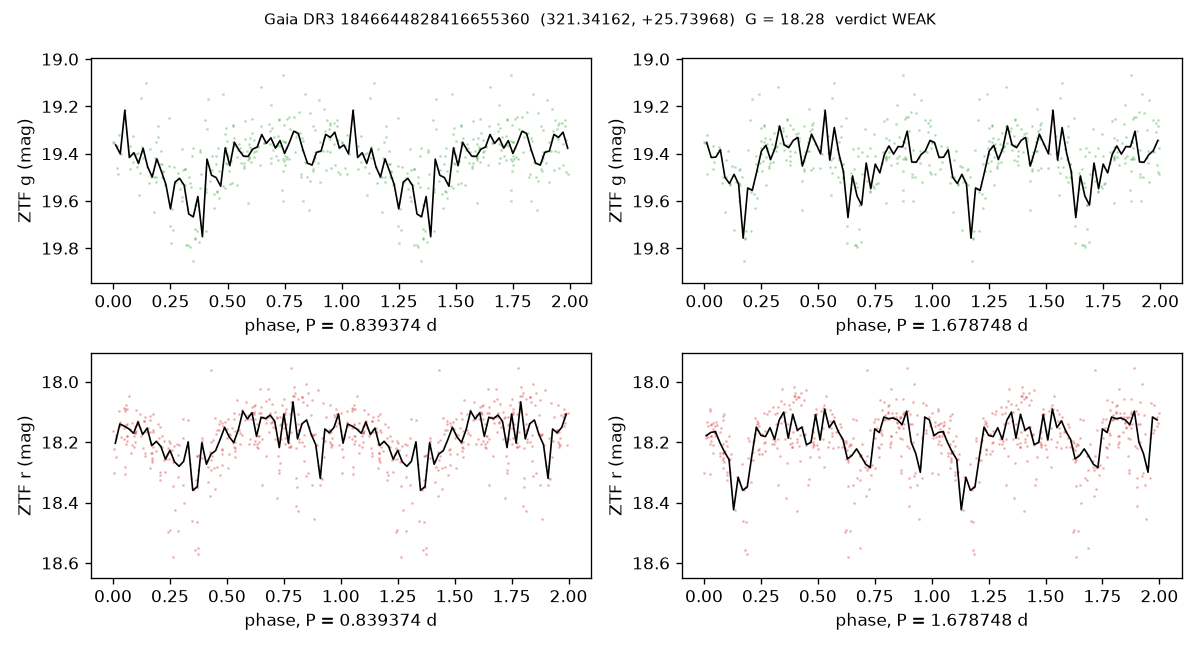 Gaia DR3 1846644828416655360  (321.34162, +25.73968)  G = 18.28  verdict WEAK
ZTF g (mag)
19.0
19.2
19.4
19.6
19.8
0.00 0.25 0.50 0.75 1.00 1.25 1.50 1.75 2.00
phase, P = 0.839374 d
ZTF g (mag)
19.0
19.2
19.4
19.6
19.8
0.00 0.25 0.50 0.75 1.00 1.25 1.50 1.75 2.00
phase, P = 1.678748 d
ZTF r (mag)
18.0
18.2
18.4
18.6
0.00 0.25 0.50 0.75 1.00 1.25 1.50 1.75 2.00
phase, P = 0.839374 d
ZTF r (mag)
18.0
18.2
18.4
18.6
0.00 0.25 0.50 0.75 1.00 1.25 1.50 1.75 2.00
phase, P = 1.678748 d